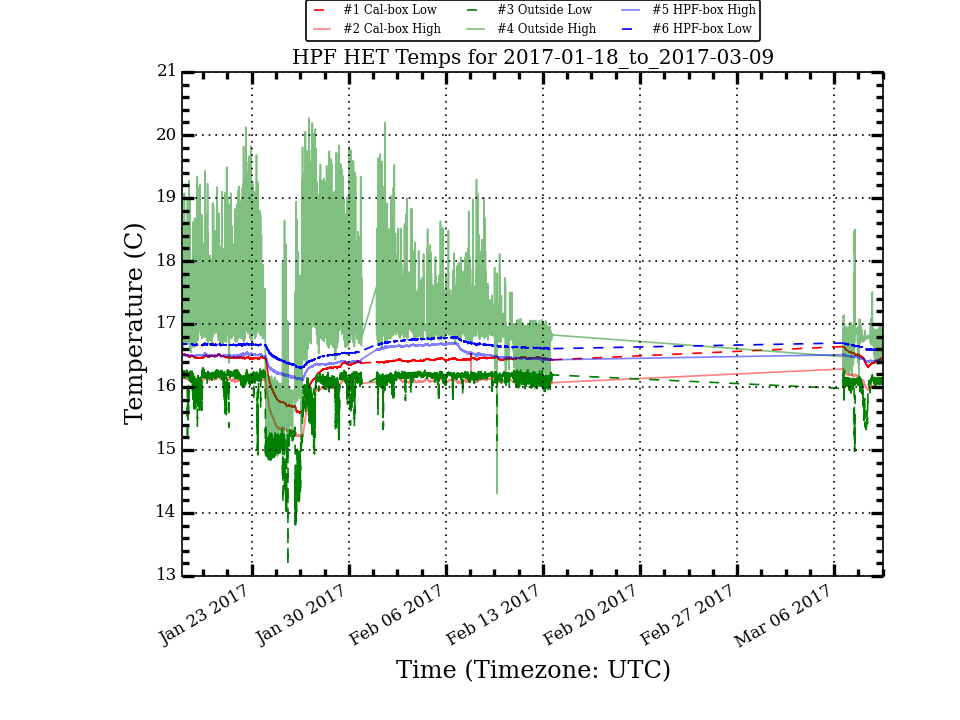 #1 Cal-box Low #3 Outside Low #5 HPF-box High
#2 Cal-box High #4 Outside High #6 HPF-box Low
HPF HET Temps for 2017-01-18_to_2017-03-09
21
20
19
18
17
16
15
14
13
Temperature (C)
Jan 23 2017 Jan 30 2017 Feb 06 2017 Feb 13 2017 Feb 20 2017 Feb 27 2017 Mar 06 2017
Time (Timezone: UTC)